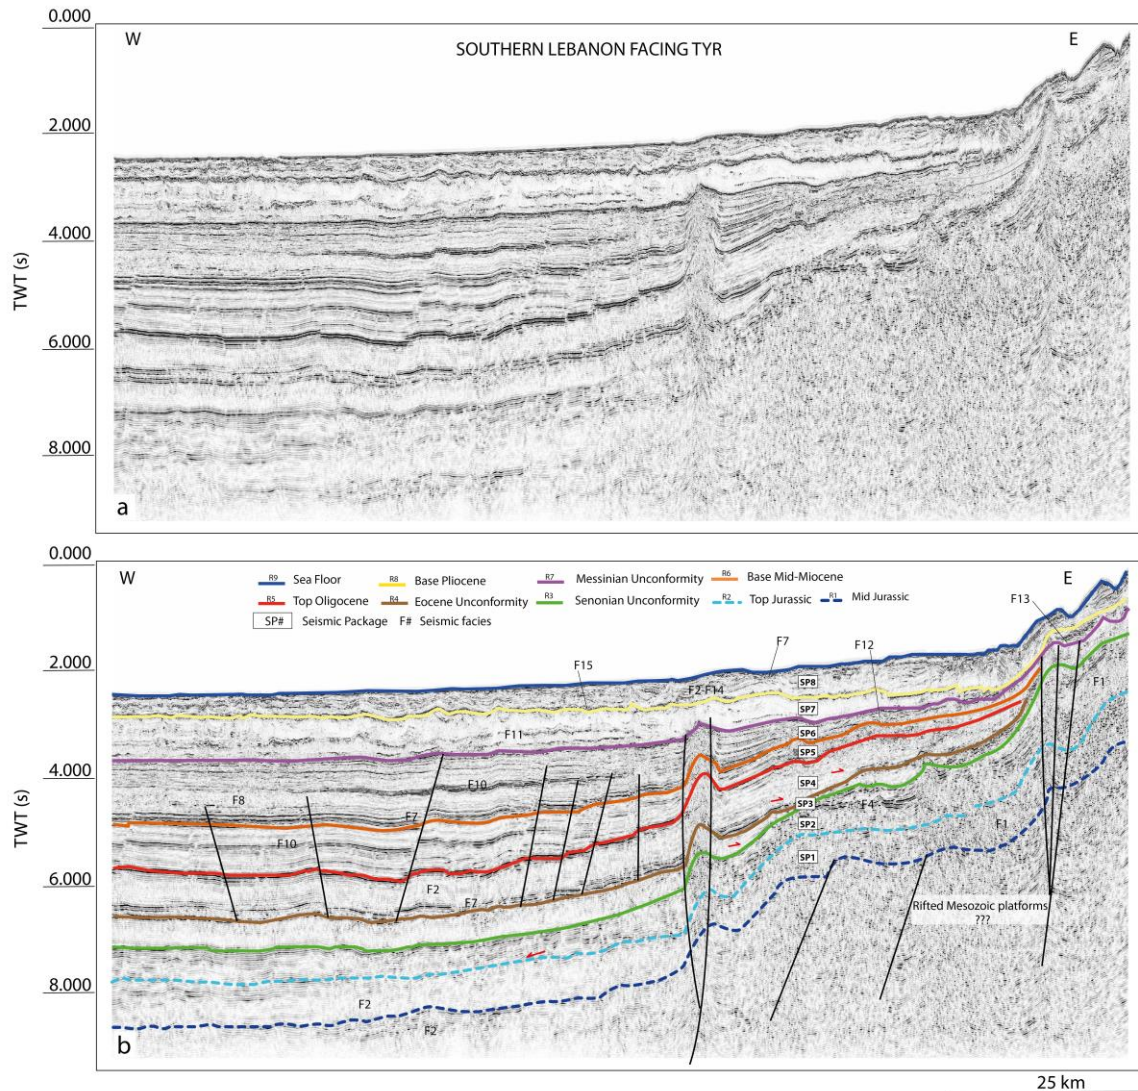 0.000
W
SOUTHERN LEBANON FACING TYR
E
2.000
4.000
TWT (s)
6.000
8.000
a
0.000
W
R9 Sea Floor
R8 Base Pliocene
R7 Messinian Unconformity
R6 Base Mid-Miocene
E
R5 Top Oligocene
R4 Eocene Unconformity
R3 Senonian Unconformity
R2 Top Jurassic
R1 Mid Jurassic
SP# Seismic Package
F# Seismic facies
F13
F7
F12
2.000
F15
SP8
F2-F14
F1
SP7
F11
SP6
SP5
4.000
F10
SP4
F8
SP3
F4
F7
SP2
F1
TWT (s)
F10
SP1
6.000
F2
F7
Rifted Mesozoic platforms
???
8.000
F2
F2
b
25 km